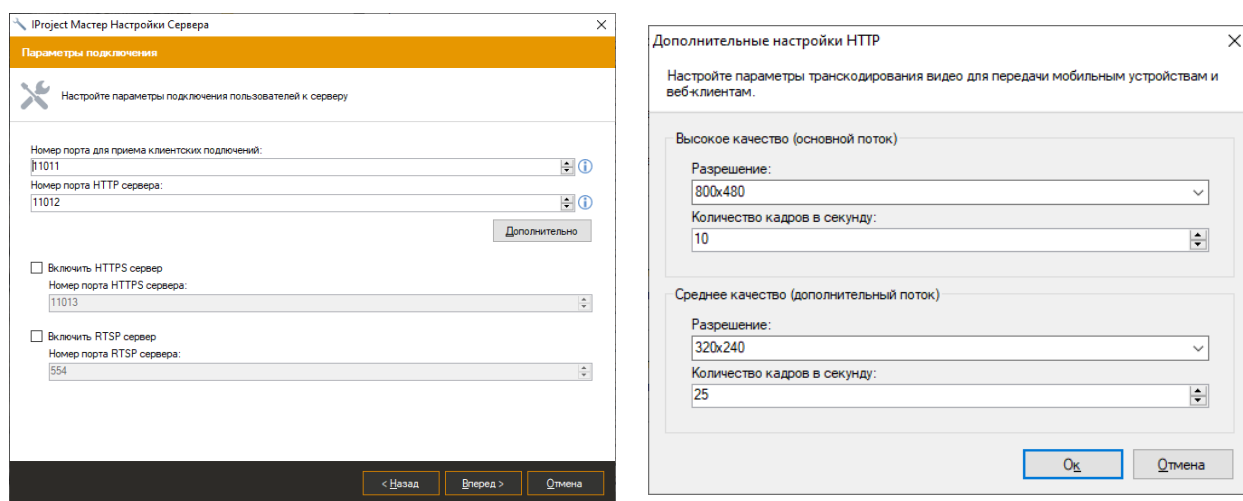 IProject Мастер Настройки Сервера
Параметры подключения
Настройте параметры подключения пользователей к серверу
Номер порта для приема клиентских подлючений:
11011
Номер порта HTTP сервера:
11012
Дополнительно
Включить HTTPS сервер
Номер порта HTTPS сервера:
11013
Включить RTSP сервер
Номер порта RTSP сервера:
554
< Назад
Вперед >
Отмена
Дополнительные настройки HTTP
Настройте параметры транскодирования видео для передачи мобильным устройствам и
веб-клиентам.
Высокое качество (основной поток)
Разрешение:
800x480
Количество кадров в секунду:
10
Среднее качество (дополнительный поток)
Разрешение:
320x240
Количество кадров в секунду:
25
Ок
Отмена